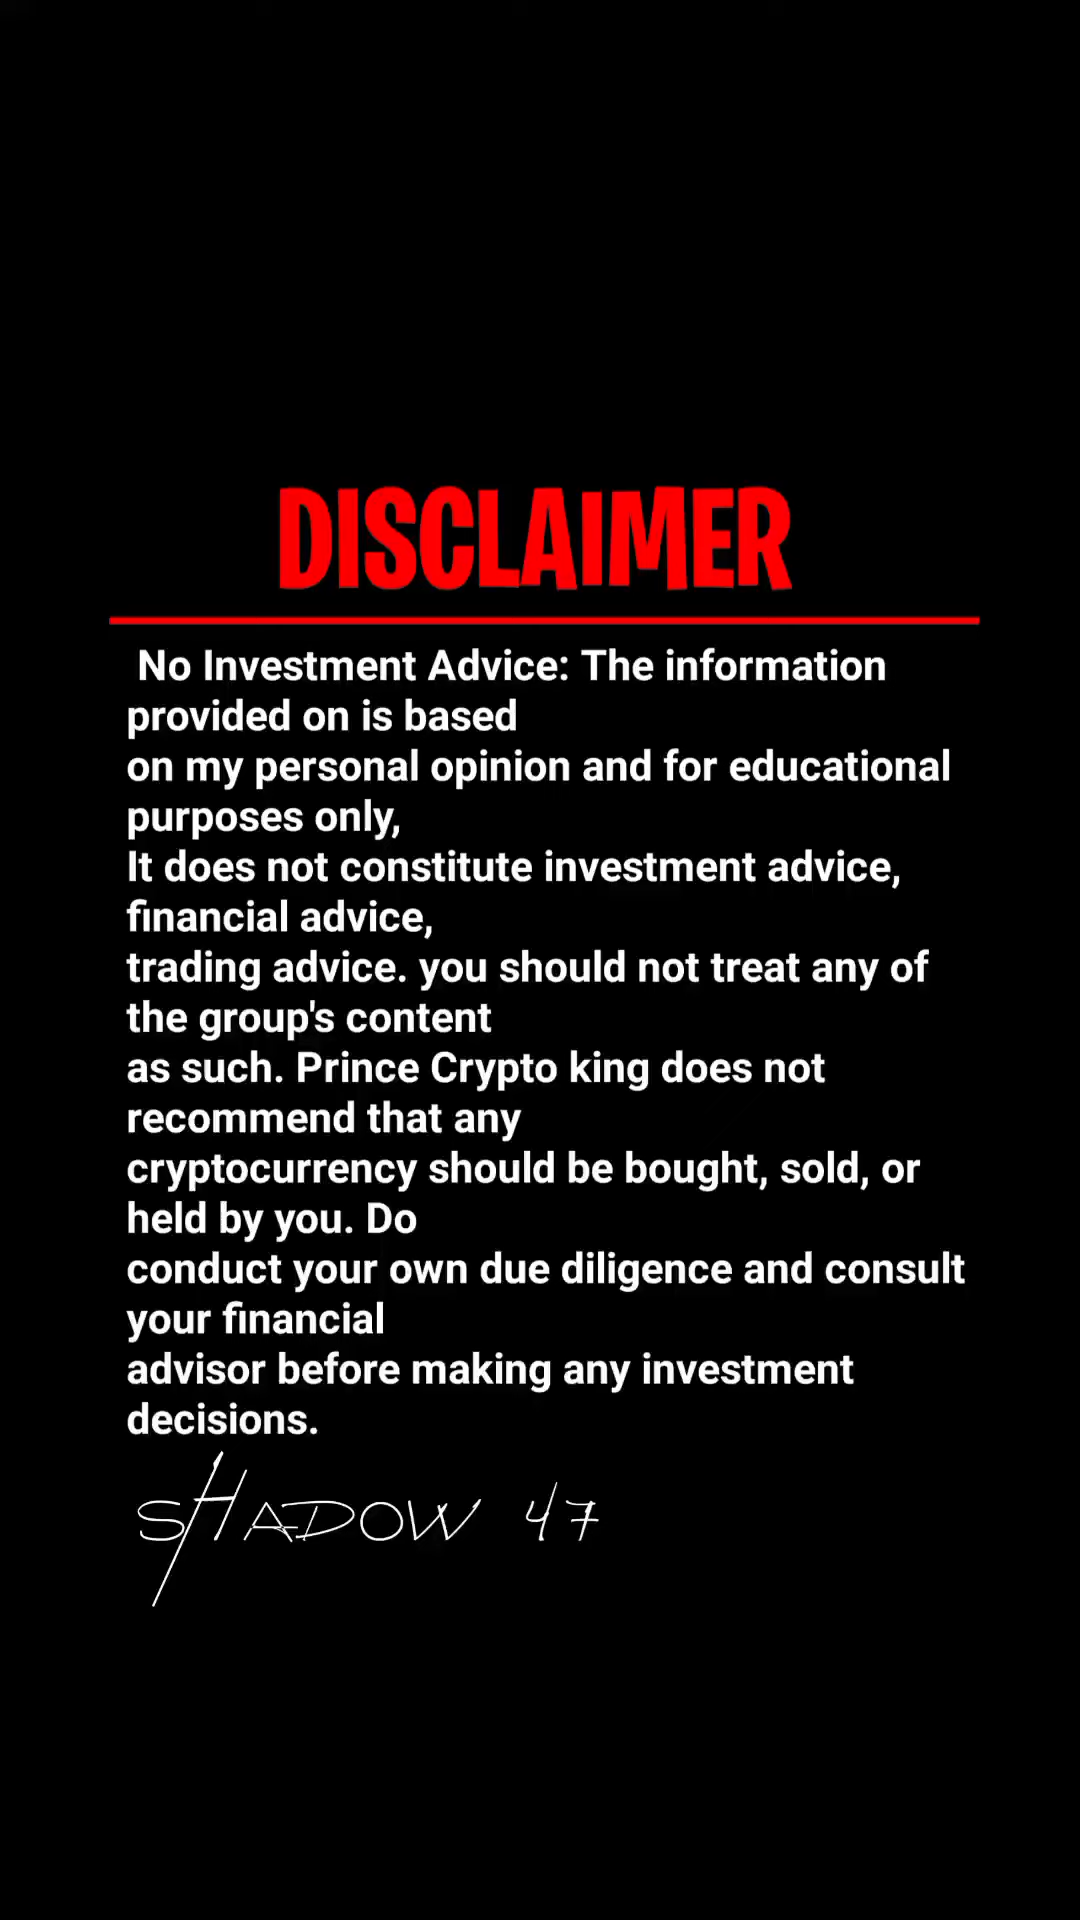 DISCLAIMER
No Investment Advice: The information
provided on is based
on my personal opinion and for educational
purposes only,
It does not constitute investment advice,
financial advice,
trading advice. you should not treat any of
the group's content
as such. Prince Crypto king does not
recommend that any
cryptocurrency should be bought, sold, or
held by you. Do
conduct your own due diligence and consult
your financial
advisor before making any investment
decisions.
SHADOW 47